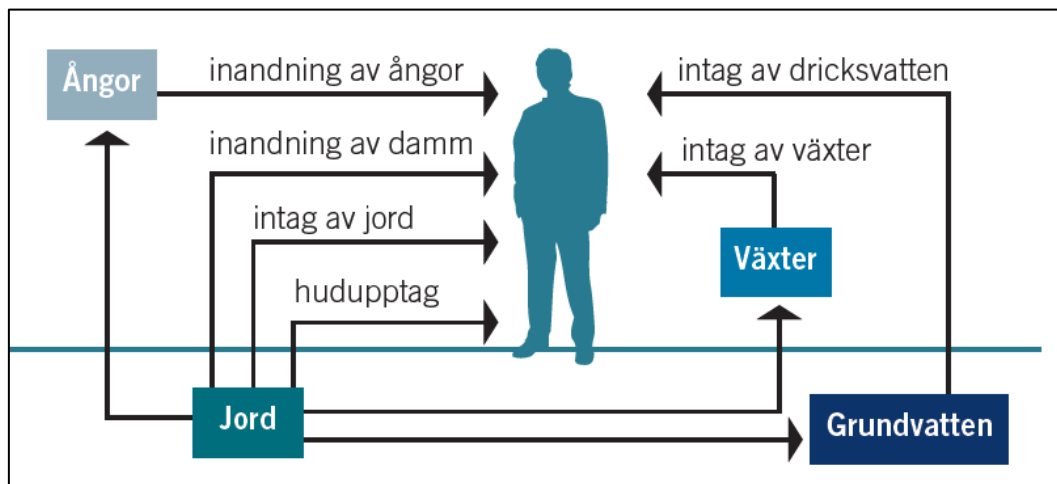 Ångor
inandning av ångor
intag av dricksvatten
inandning av damm
intag av växter
intag av jord
Växter
hudupptag
Jord
Grundvatten